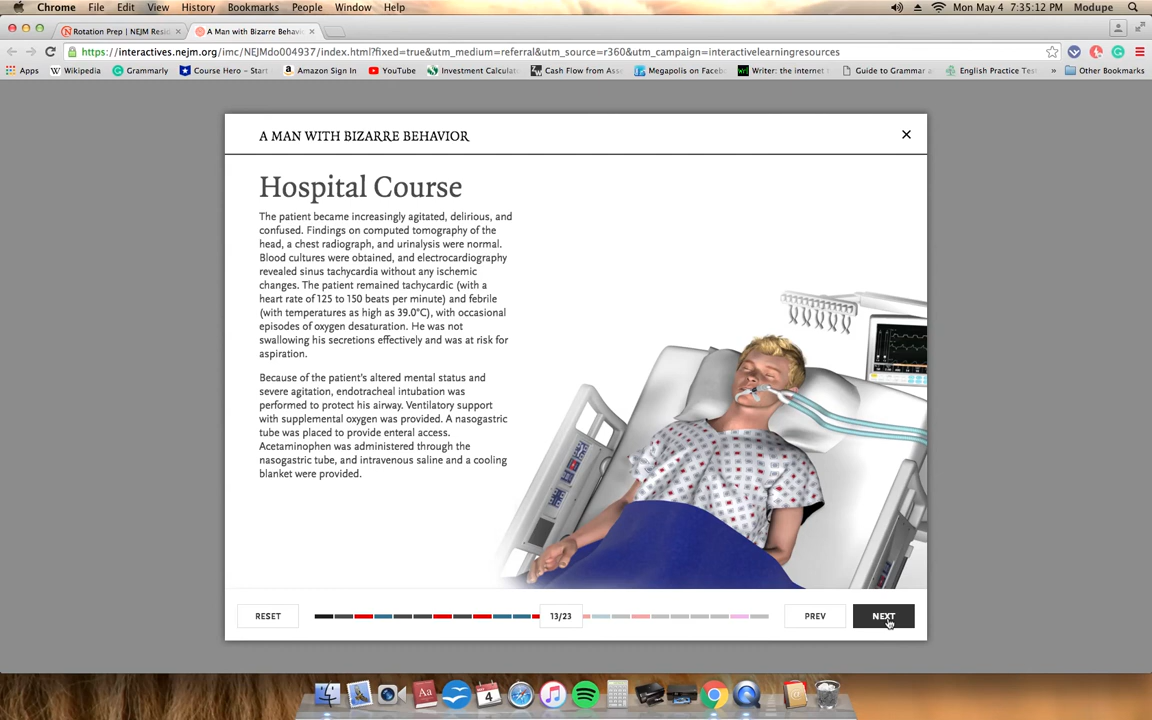 Chrome File Edit View History Bookmarks People Window Help Mon May 4 7:35:12 PM Modupe
Rotation Prep | NEJM Resi A Man with Bizarre Behavio
https://interactives.nejm.org/imc/NEJMdo004937/index.html?fixed=true&utm_medium=referral&utm_source=r360&utm_campaign=interactivelearningresources
Apps Wikipedia Grammarly Course Hero - Start Amazon Sign In YouTube Investment Calculat Cash Flow from Ass Megapolis on Faceb Writer: the internet t Guide to Grammar a English Practice Tes » Other Bookmarks
A MAN WITH BIZARRE BEHAVIOR
Hospital Course
The patient became increasingly agitated, delirious, and
confused. Findings on computed tomography of the
head, a chest radiograph, and urinalysis were normal.
Blood cultures were obtained, and electrocardiography
revealed sinus tachycardia without any ischemic
changes. The patient remained tachycardic (with a
heart rate of 125 to 150 beats per minute) and febrile
(with temperatures as high as 39.0°C), with occasional
episodes of oxygen desaturation. He was not
swallowing his secretions effectively and was at risk for
aspiration.
Because of the patient's altered mental status and
severe agitation, endotracheal intubation was
performed to protect his airway. Ventilatory support
with supplemental oxygen was provided. A nasogastric
tube was placed to provide enteral access.
Acetaminophen was administered through the
nasogastric tube, and intravenous saline and a cooling
blanket were provided.
RESET 13/23 PREV NEXT
Aa 4